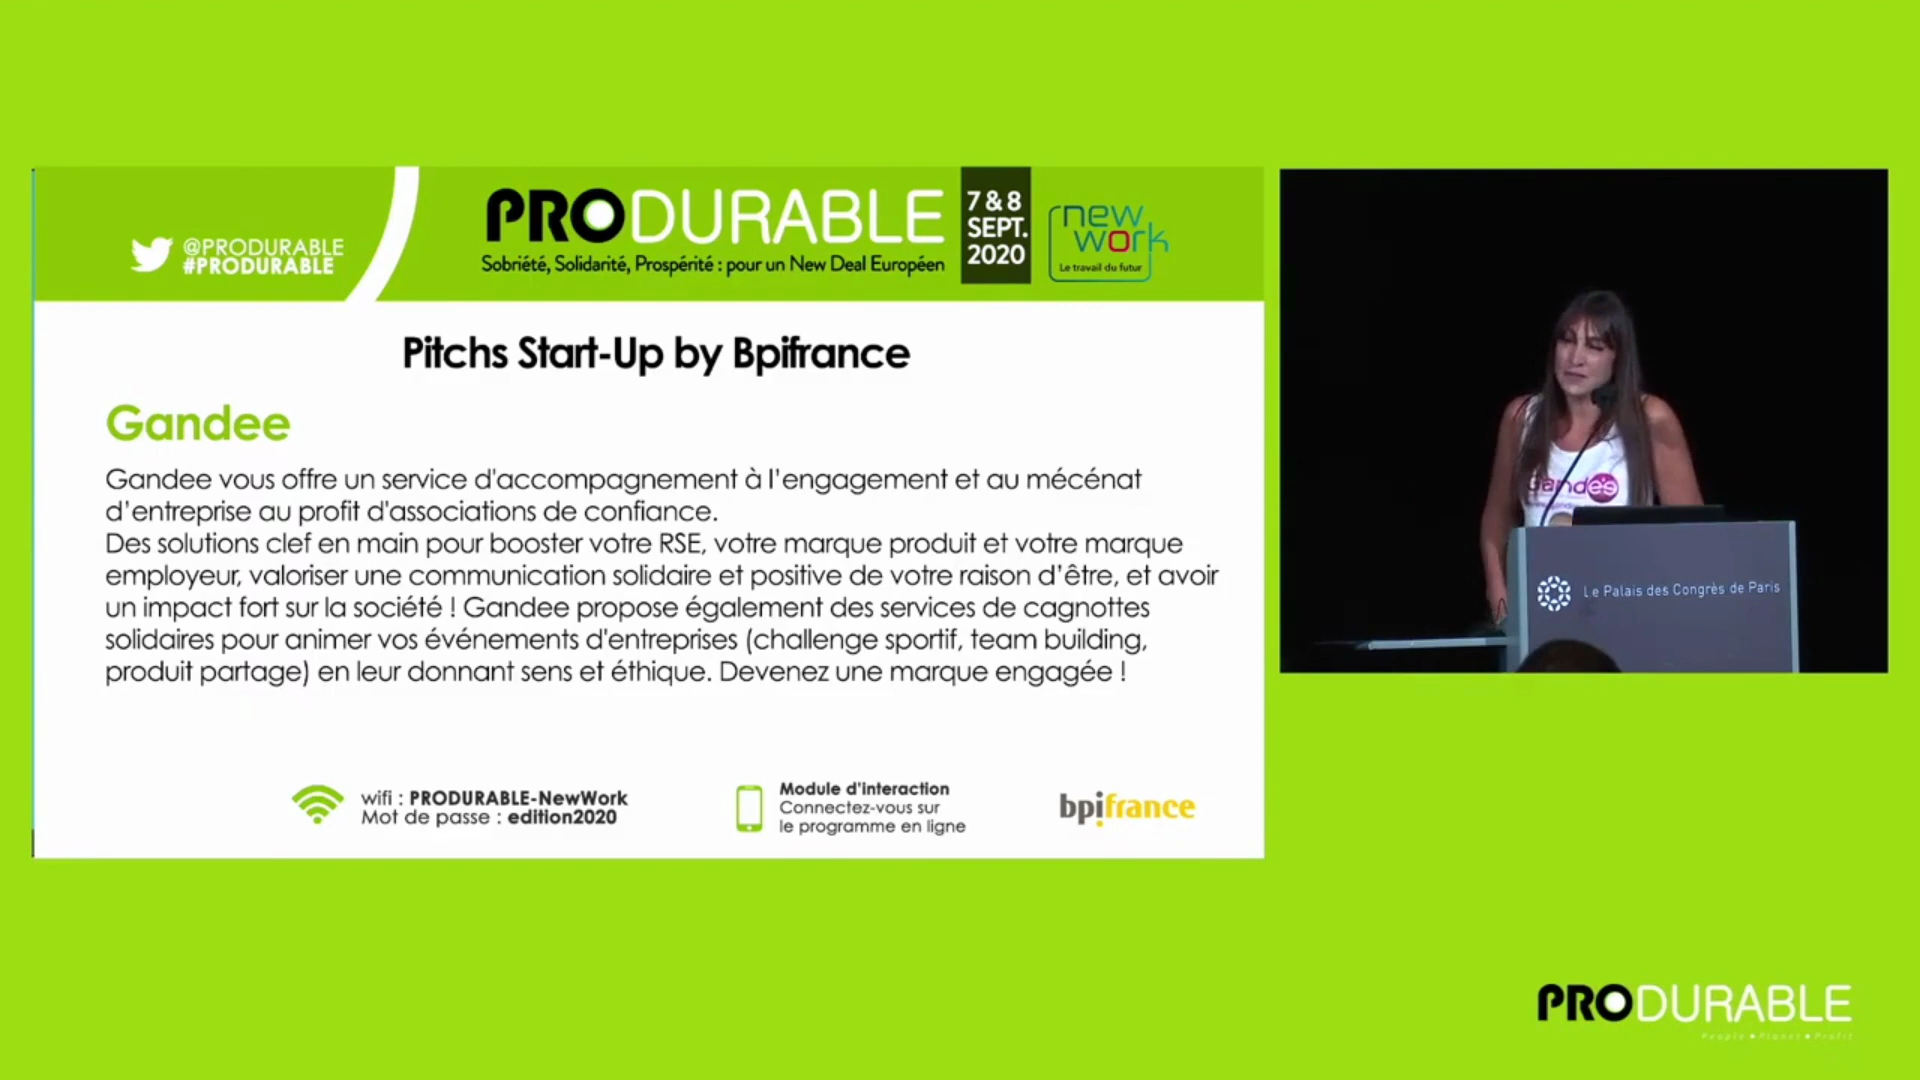 @PRODURABLE
#PRODURABLE
PRODURABLE
Sobriété, Solidarité, Prospérité : pour un New Deal Européen
7 & 8
SEPT.
2020
new
work
Le travail du futur
Pitchs Start-Up by Bpifrance
Gandee
Gandee vous offre un service d'accompagnement à l'engagement et au mécénat
d'entreprise au profit d'associations de confiance.
Des solutions clef en main pour booster votre RSE, votre marque produit et votre marque
employeur, valoriser une communication solidaire et positive de votre raison d'être, et avoir
un impact fort sur la société ! Gandee propose également des services de cagnottes
solidaires pour animer vos événements d'entreprises (challenge sportif, team building,
produit partage) en leur donnant sens et éthique. Devenez une marque engagée !
wifi : PRODURABLE-NewWork
Mot de passe : edition2020
Module d'interaction
Connectez-vous sur
le programme en ligne
bpifrance
Gandee
Le Palais des Congrès de Paris
PRODURABLE
People • Planet • Profit